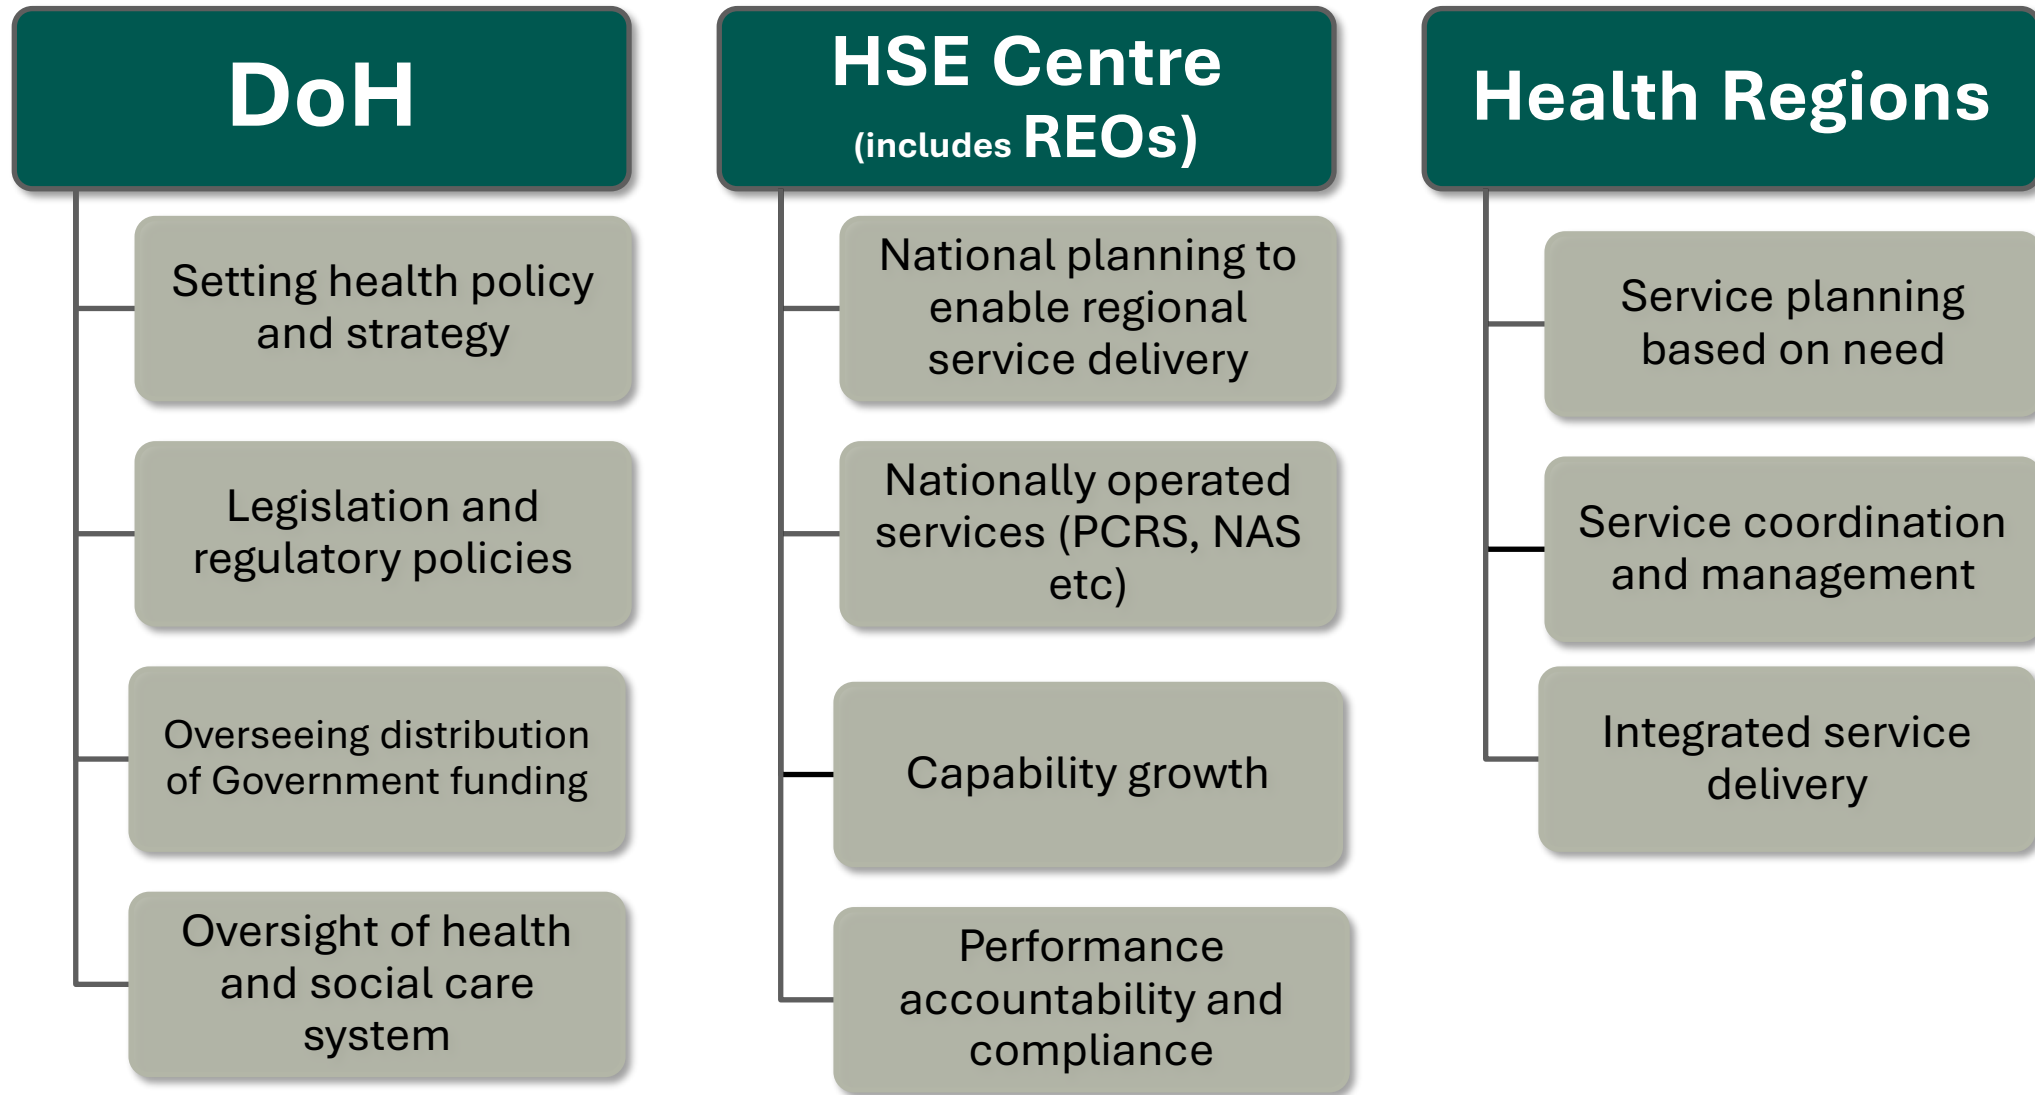 DoH
Setting health policy
and strategy
Legislation and
regulatory policies
Overseeing distribution
of Government funding
Oversight of health
and social care
system
HSE Centre
(includes REOs)
National planning to
enable regional
service delivery
Nationally operated
services (PCRS, NAS
etc)
Capability growth
Performance
accountability and
compliance
Health Regions
Service planning
based on need
Service coordination
and management
Integrated service
delivery